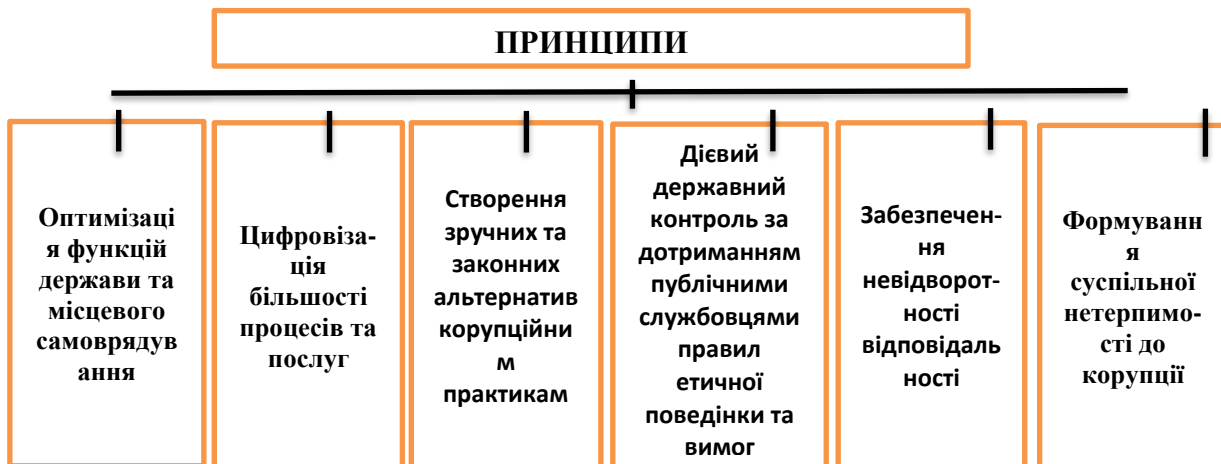 ПРИНЦИПИ
Оптимізаці
я функцій
держави та
місцевого
самоврядув
ання
Цифровіза-
ція
більшості
процесів та
послуг
Створення
зручних та
законних
альтернатив
корупційни
м
практикам
Дієвий
державний
контроль за
дотриманням
публічними
службовцями
правил
етичної
поведінки та
вимог
Забезпечен-
ня
невідворот-
ності
відповідаль
ності
Формуванн
я
суспільної
нетерпимо-
сті до
корупції